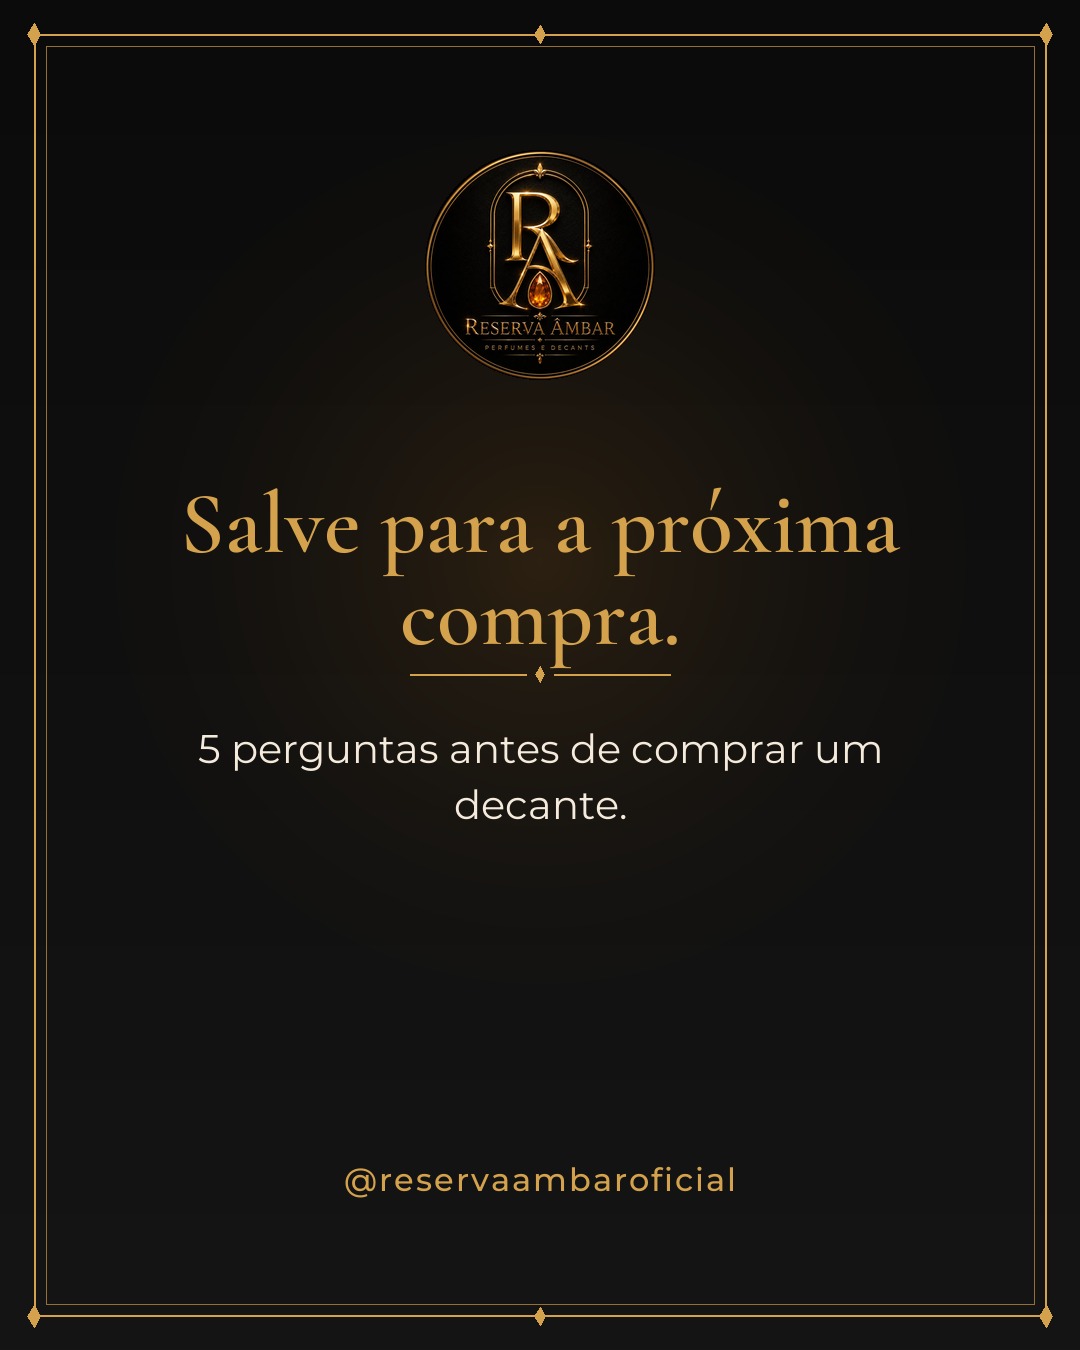 RA
RESERVA ÂMBAR
PERFUMES E DECANTS
Salve para a próxima
compra.
5 perguntas antes de comprar um
decante.
@reservaambaroficial